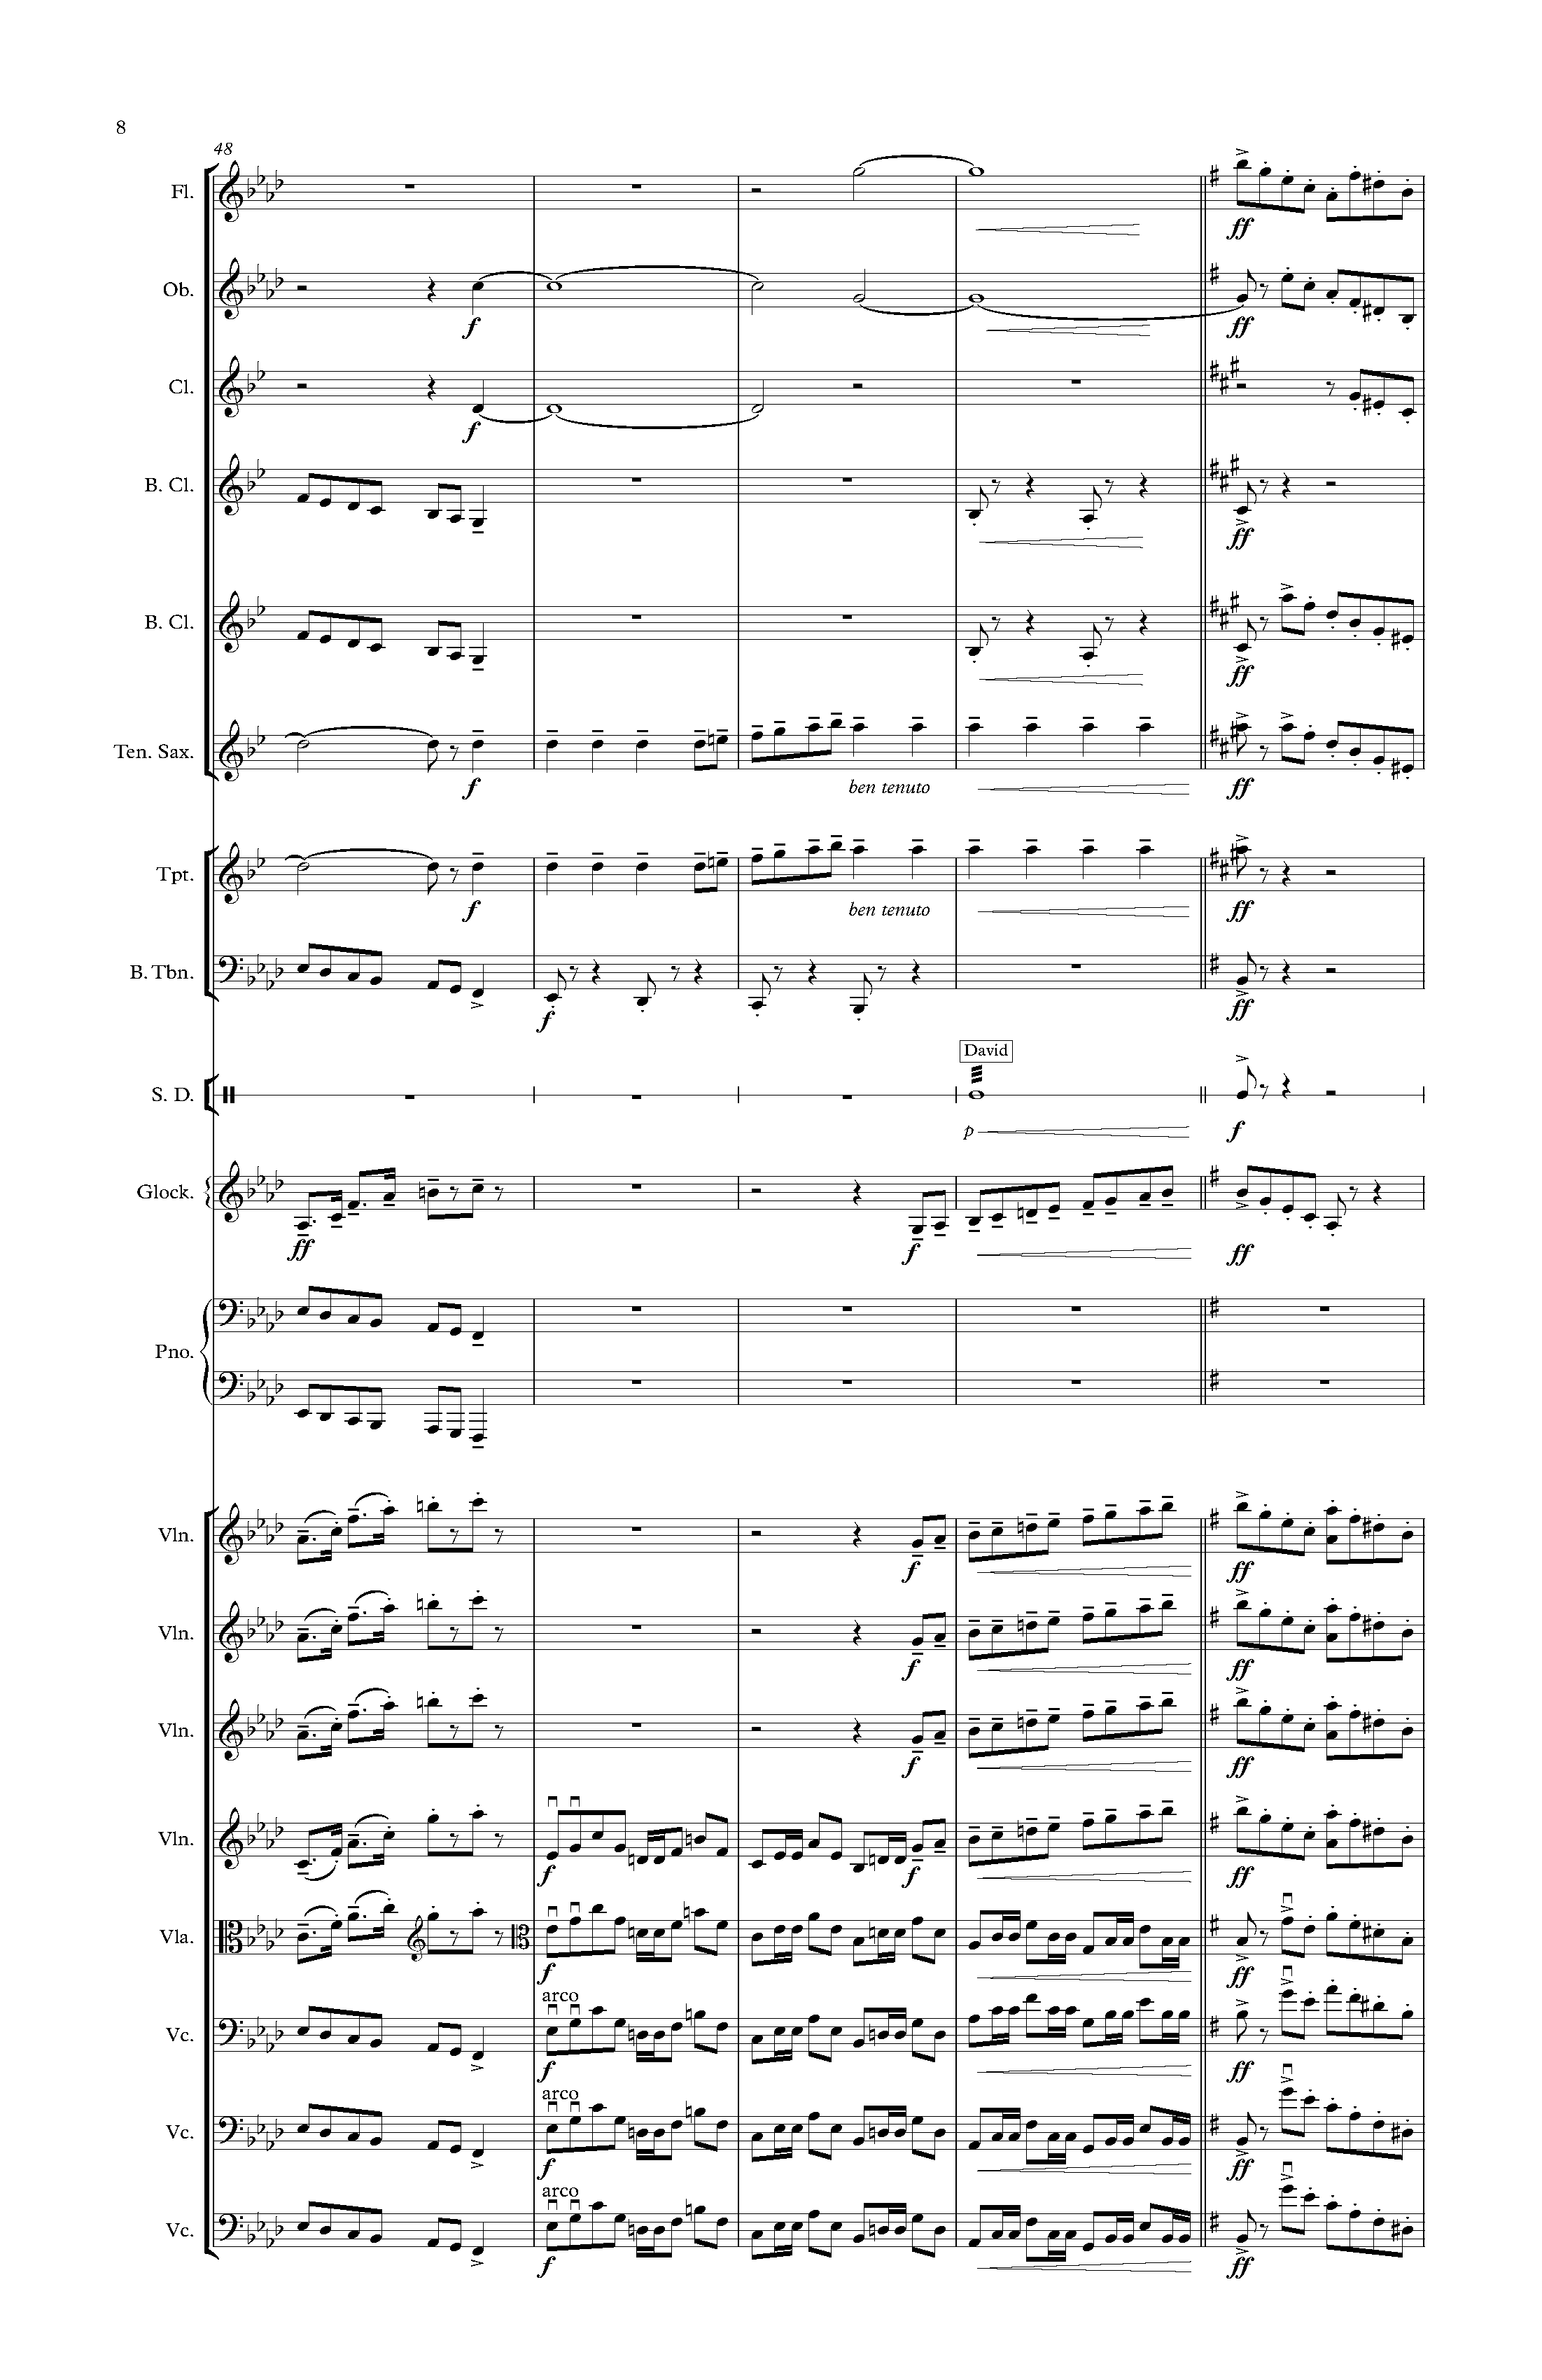 8
48
Fl.
ff
Ob.
f
ff
Cl.
f
B. Cl.
ff
B. Cl.
ff
Ten. Sax.
f
ben tenuto
ff
Tpt.
f
ben tenuto
ff
B. Tbn.
f
ff
David
S. D.
p
f
Glock.
ff
f
ff
Pno.
Vln.
f
ff
Vln.
f
ff
Vln.
f
ff
Vln.
f
f
ff
Vla.
f
ff
arco
Vc.
f
ff
arco
Vc.
f
ff
arco
Vc.
f
ff